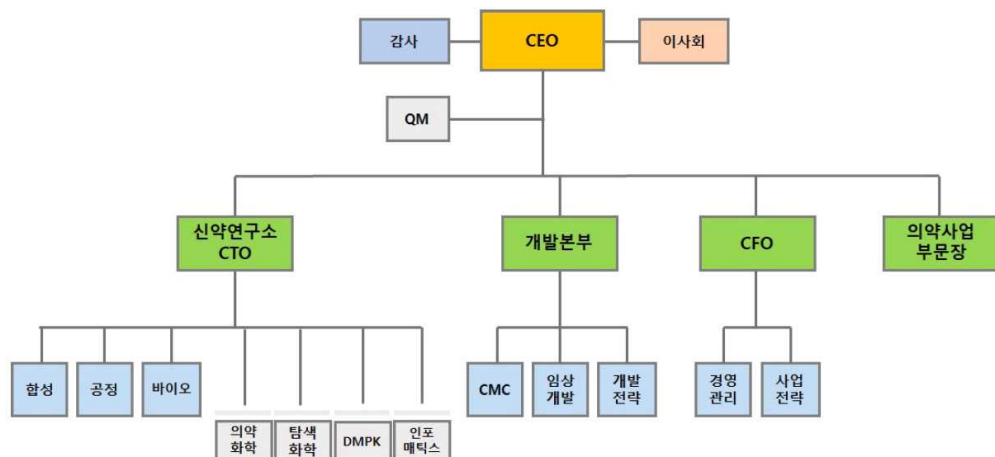 감사
CEO
이사회
QM
신약연구소
CTO
개발본부
CFO
의약사업
부문장
합성
공정
바이오
CMC
임상
개발
개발
전략
경영
관리
사업
전략
의약
화학
탐색
화학
DMPK
인포
매틱스